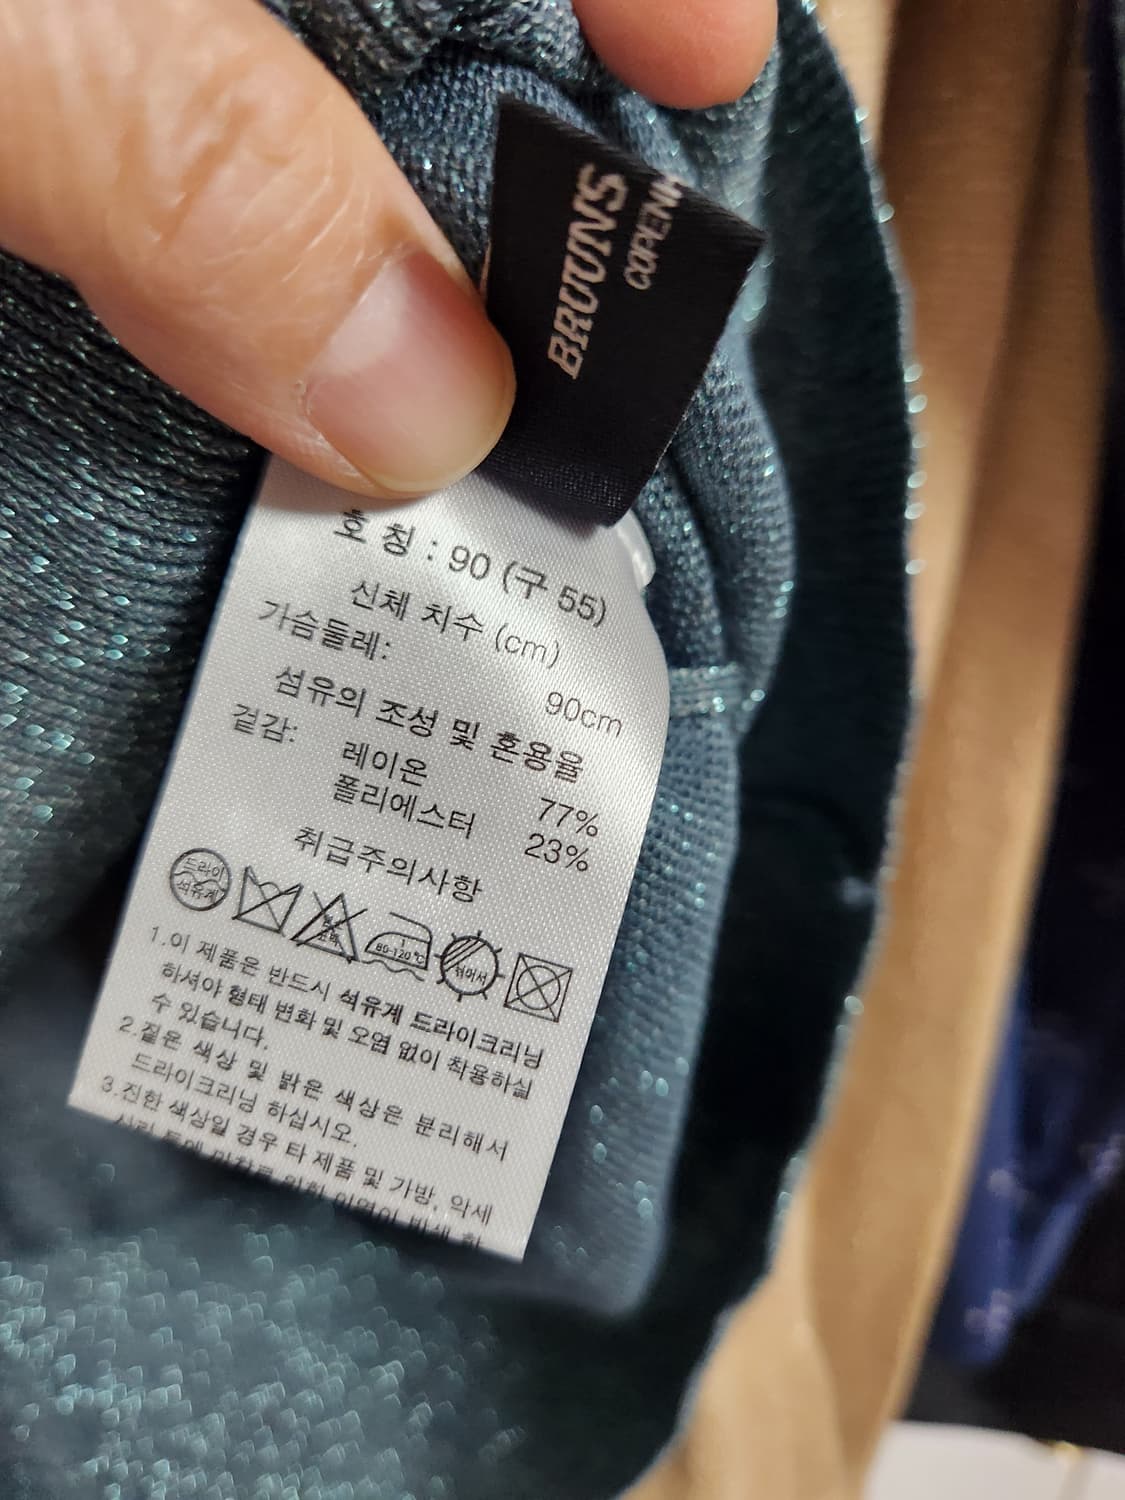 BRUUNS
COPENH
호 칭 : 90 (구 55)
신체 치수 (cm)
가슴둘레: 90cm
섬유의 조성 및 혼용율
겉감:
레이온 77%
폴리에스터 23%
취급주의사항
드라이
석유계
80-120℃
1.이 제품은 반드시 석유계 드라이크리닝
하셔야 형태 변화 및 오염 없이 착용하실
수 있습니다.
2.짙은 색상 및 밝은 색상은 분리해서
드라이크리닝 하십시오.
3.진한 색상일 경우 타 제품 및 가방, 악세